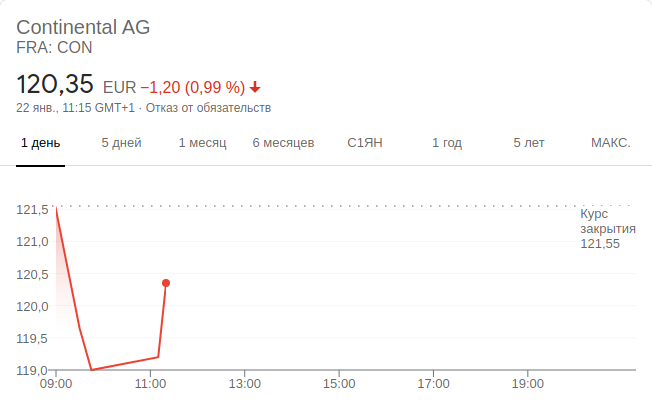 Continental AG
FRA: CON
120,35 EUR −1,20 (0,99 %)
22 янв., 11:15 GMT+1 · Отказ от обязательств
1 день 5 дней 1 месяц 6 месяцев С1ЯН 1 год 5 лет МАКС.
121,5
Курс
закрытия
121,55
121,0
120,5
120,0
119,5
119,0
09:00 11:00 13:00 15:00 17:00 19:00